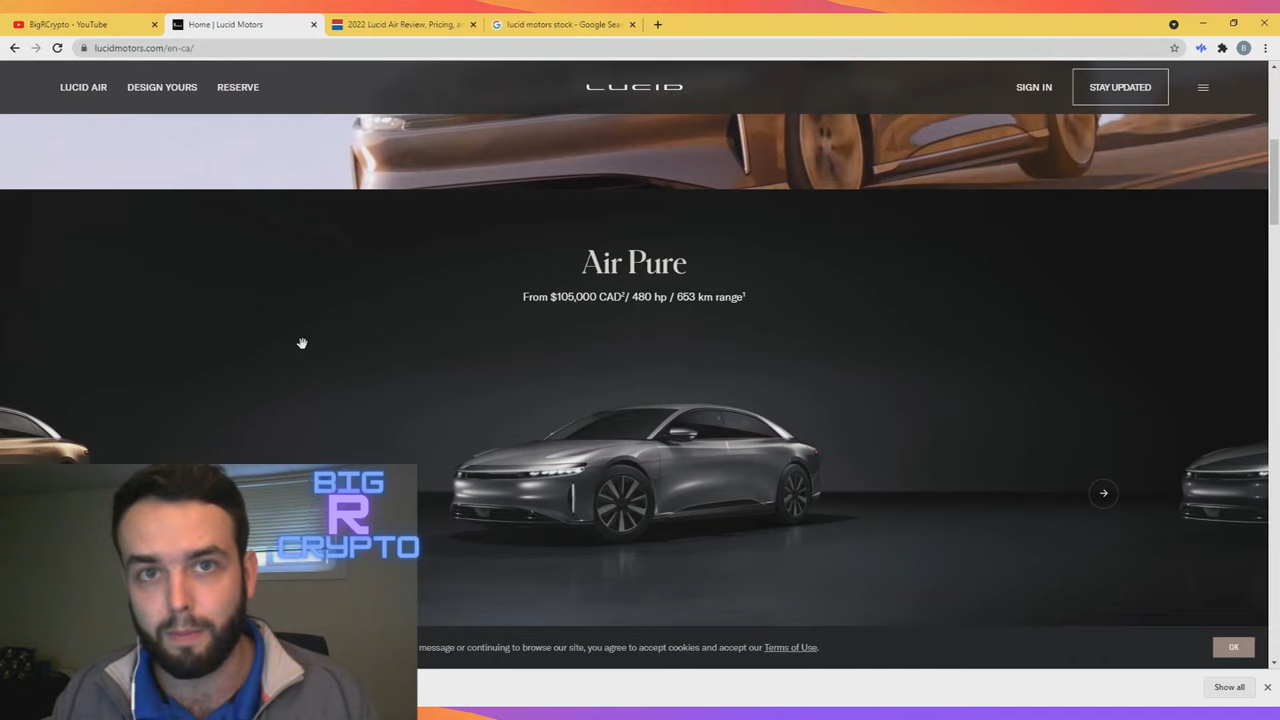 BigRCrypto - YouTube
Home | Lucid Motors
2022 Lucid Air Review, Pricing, a
lucid motors stock - Google Sea
lucidmotors.com/en-ca/
B
LUCID AIR
DESIGN YOURS
RESERVE
LUCID
SIGN IN
STAY UPDATED
Air Pure
From $105,000 CAD²/ 480 hp / 653 km range¹
BIG
R
CRYPTO
message or continuing to browse our site, you agree to accept cookies and accept our Terms of Use.
OK
Show all